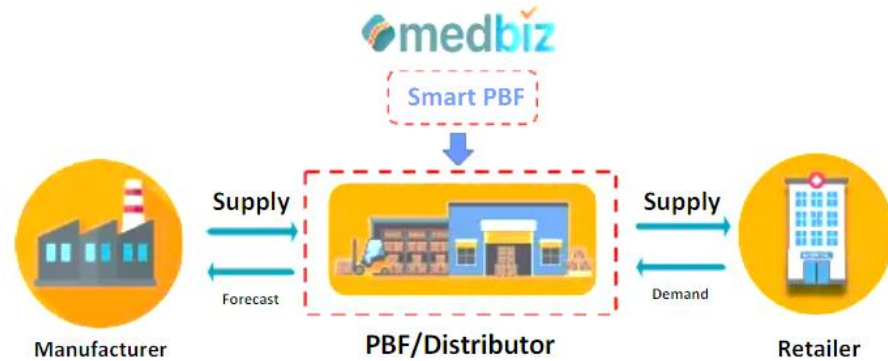 medbiz
Smart PBF
Supply
Supply
Forecast
Demand
Manufacturer
PBF/Distributor
Retailer